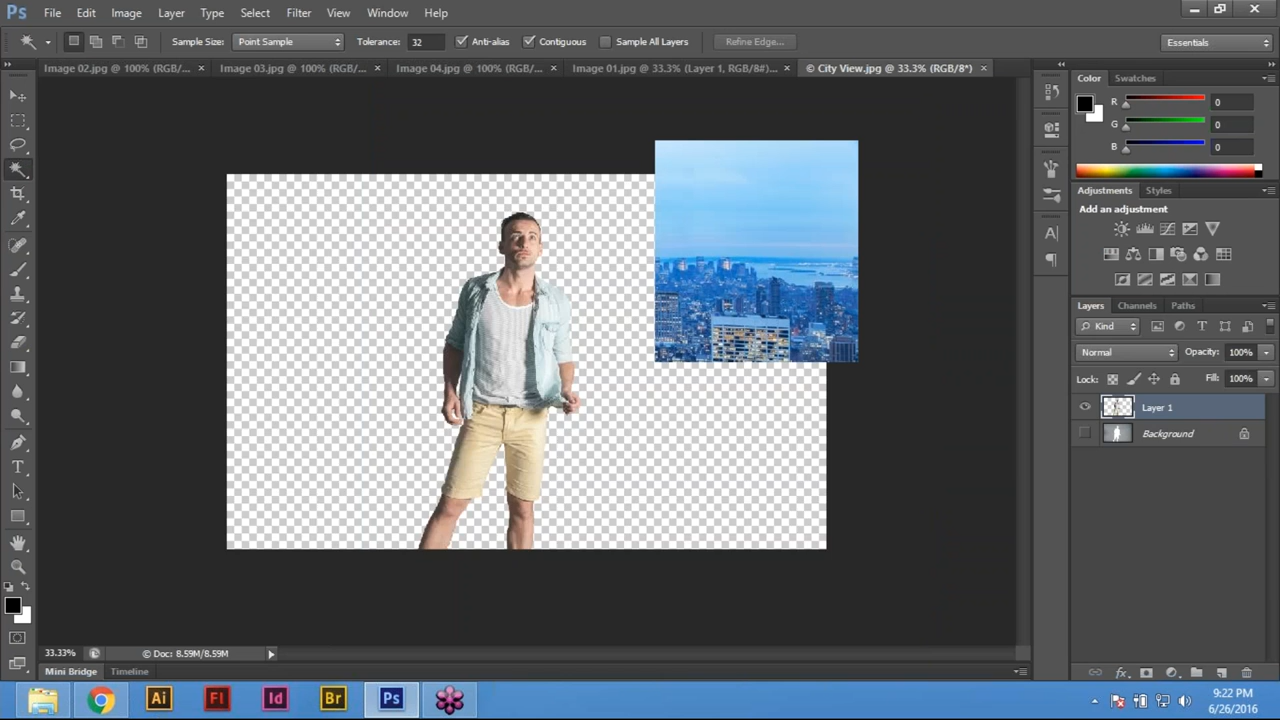 Ps File Edit Image Layer Type Select Filter View Window Help
Sample Size: Point Sample Tolerance: 32 Anti-alias Contiguous Sample All Layers Refine Edge... Essentials
Image 02.jpg @ 100% (RGB/... × Image 03.jpg @ 100% (RGB/... × Image 04.jpg @ 100% (RGB/... × Image 01.jpg @ 33.3% (Layer 1, RGB/8#)... × © City View.jpg @ 33.3% (RGB/8*) ×
Color Swatches
R 0
G 0
B 0
Adjustments Styles
Add an adjustment
Layers Channels Paths
Kind
Normal Opacity: 100%
Lock: Fill: 100%
Layer 1
Background
33.33% © Doc: 8.59M/8.59M
Mini Bridge Timeline
Ai Fl Id Br Ps
9:22 PM
6/26/2016